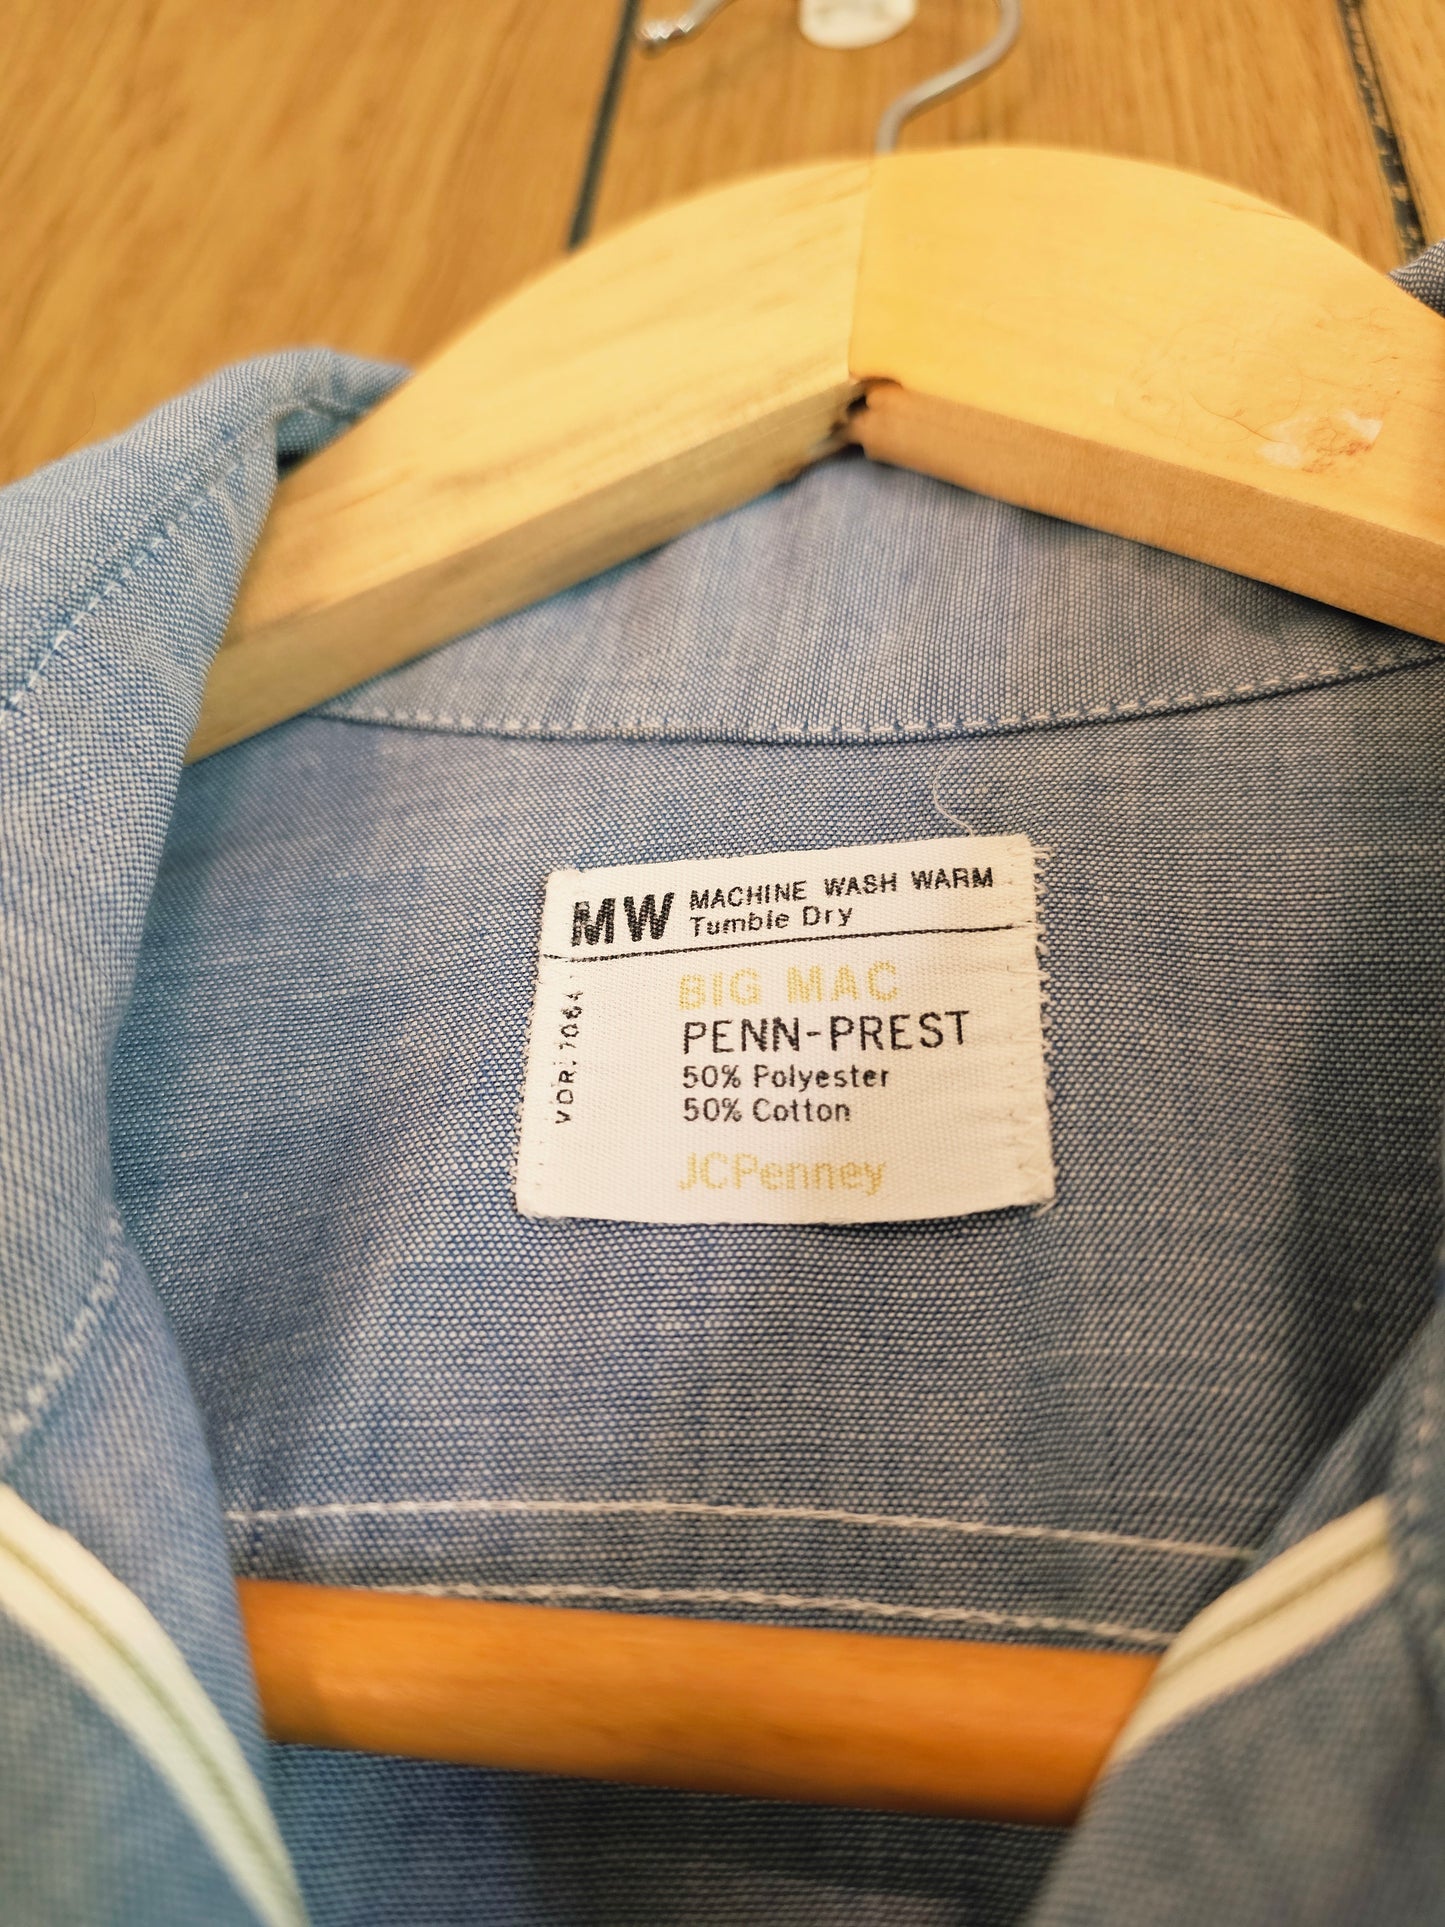 MW MACHINE WASH WARM
Tumble Dry
BIG MAC
PENN-PREST
50% Polyester
50% Cotton
JCPenney
VDR. 7064